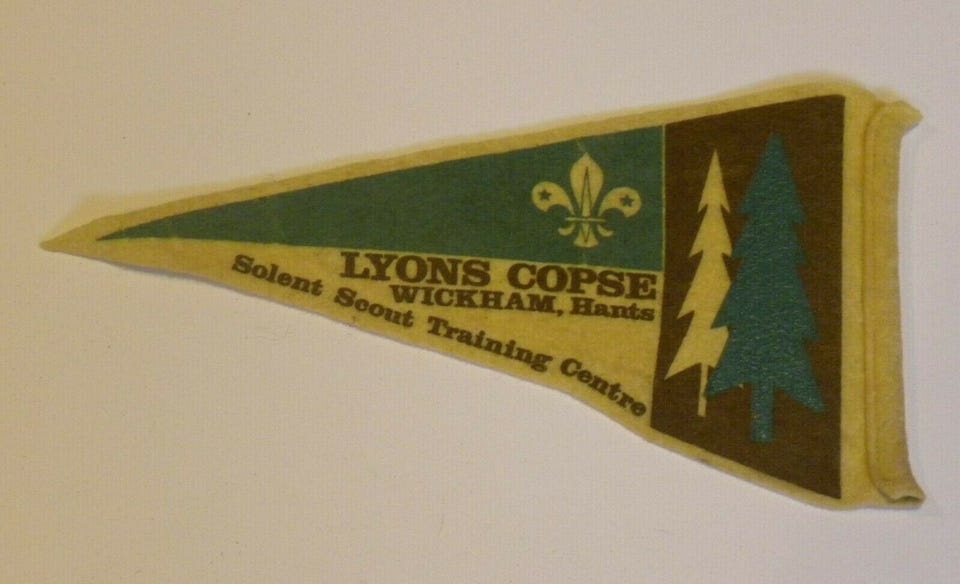 LYONS COPSE
WICKHAM, Hants
Solent Scout Training Centre